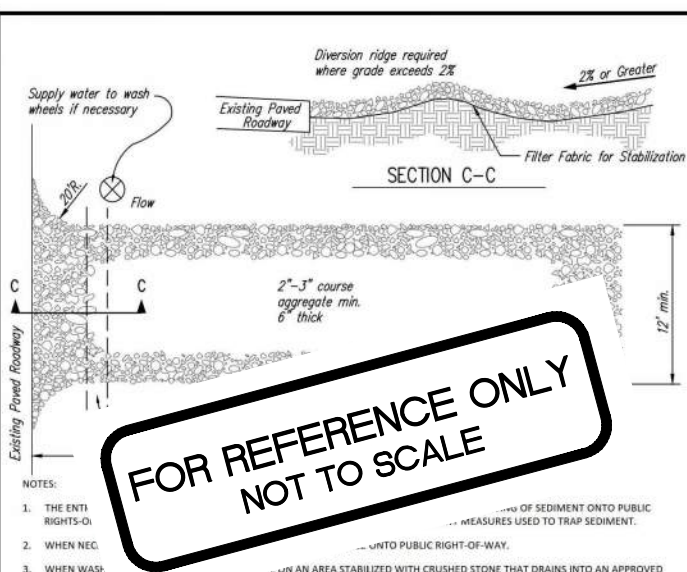 Diversion ridge required
where grade exceeds 2%
2% or Greater
Supply water to wash
wheels if necessary
Existing Paved
Roadway
Filter Fabric for Stabilization
SECTION C-C
20'R.
Flow
C
C
2"-3" course
aggregate min.
6" thick
12' min.
Existing Paved Roadway
FOR REFERENCE ONLY
NOT TO SCALE
NOTES:
1. THE OF SEDIMENT ONTO PUBLIC
MEASURES USED TO TRAP SEDIMENT.
2. WHEN ONTO PUBLIC RIGHT-OF-WAY.
3. WHEN ON AN AREA STABILIZED WITH CRUSHED STONE THAT DRAINS INTO AN APPROVED